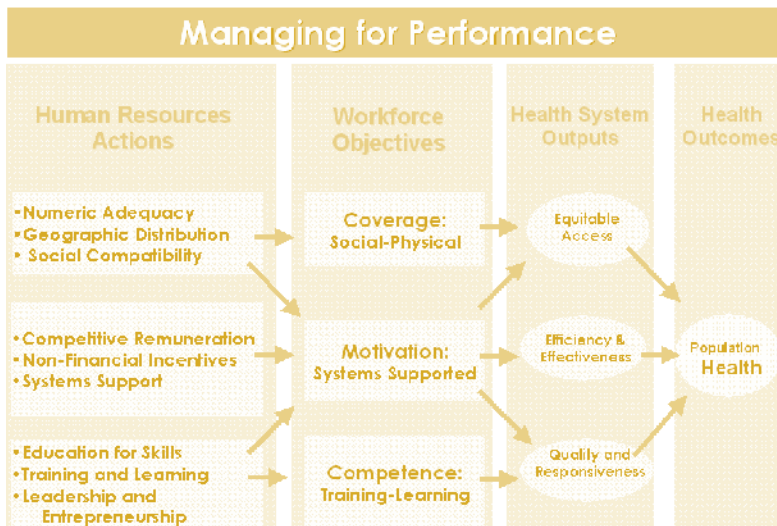 Managing for Performance
Human Resources
Actions
Workforce
Objectives
Health System
Outputs
Health
Outcomes
• Numeric Adequacy
• Geographic Distribution
• Social Compatibility
Coverage:
Social-Physical
Equitable
Access
• Competitive Remuneration
• Non-Financial Incentives
• Systems Support
Motivation:
Systems Supported
Efficiency &
Effectiveness
Population
Health
• Education for Skills
• Training and Learning
• Leadership and
Entrepreneurship
Competence:
Training-Learning
Quality and
Responsiveness